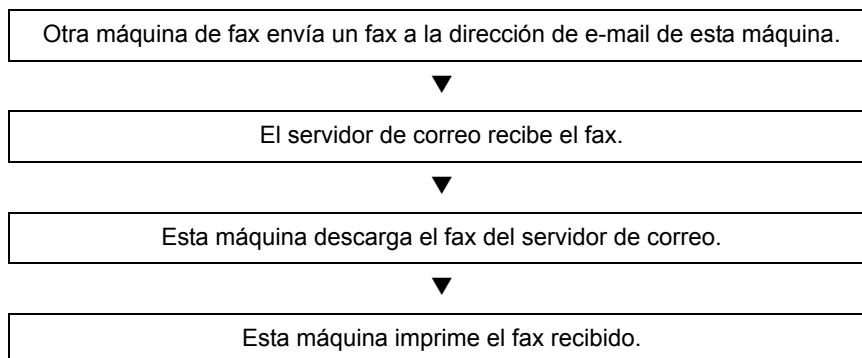 Otra máquina de fax envía un fax a la dirección de e-mail de esta máquina.
El servidor de correo recibe el fax.
Esta máquina descarga el fax del servidor de correo.
Esta máquina imprime el fax recibido.